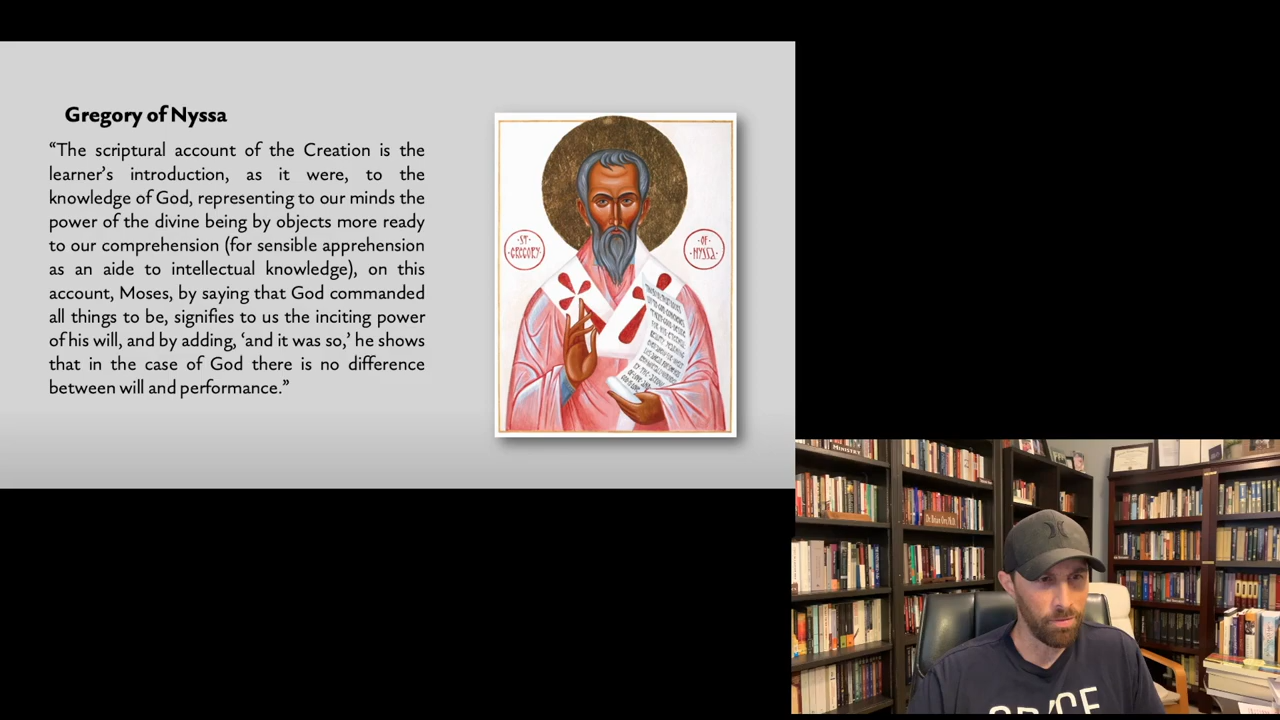 Gregory of Nyssa
“The scriptural account of the Creation is the
learner’s introduction, as it were, to the
knowledge of God, representing to our minds the
power of the divine being by objects more ready
to our comprehension (for sensible apprehension
as an aide to intellectual knowledge), on this
account, Moses, by saying that God commanded
all things to be, signifies to us the inciting power
of his will, and by adding, ‘and it was so,’ he shows
that in the case of God there is no difference
between will and performance.”
ST
GREGORY
OF
NYSSA
MINISTRY